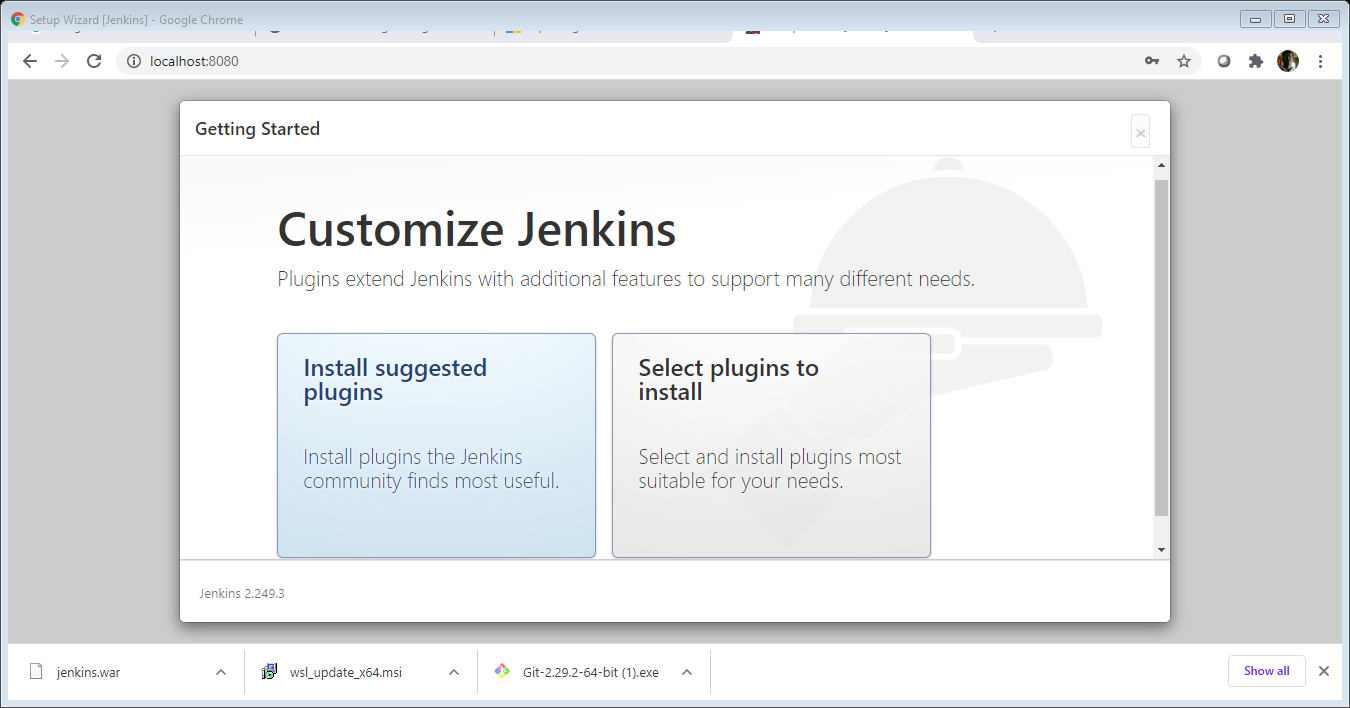 Setup Wizard [Jenkins] - Google Chrome
localhost:8080
Getting Started
Customize Jenkins
Plugins extend Jenkins with additional features to support many different needs.
Install suggested
plugins
Install plugins the Jenkins
community finds most useful.
Select plugins to
install
Select and install plugins most
suitable for your needs.
Jenkins 2.249.3
jenkins.war
wsl_update_x64.msi
Git-2.29.2-64-bit (1).exe
Show all